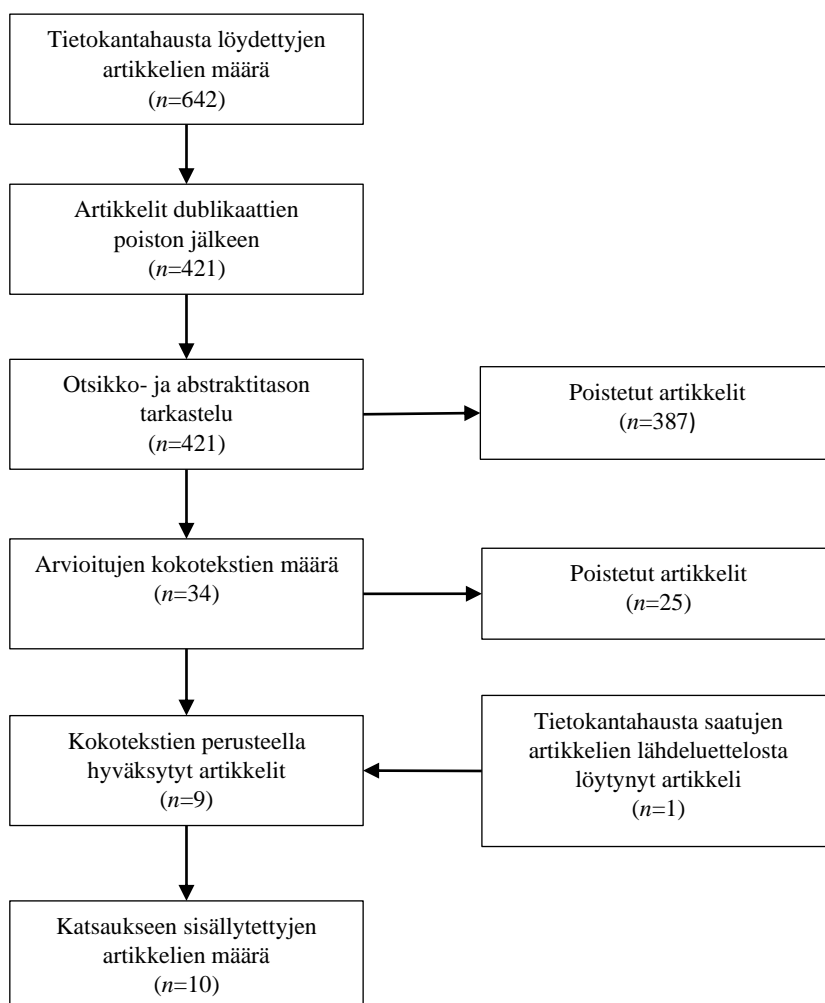 Tietokantahausta löydettyjen
artikkelien määrä
(n=642)
Artikkelit dublikaattien
poiston jälkeen
(n=421)
Otsikko- ja abstraktitason
tarkastelu
(n=421)
Poistetut artikkelit
(n=387)
Arvioitujen kokotekstien määrä
(n=34)
Poistetut artikkelit
(n=25)
Kokotekstien perusteella
hyväksytyt artikkelit
(n=9)
Tietokantahausta saatujen
artikkelien lähdeluettelosta
löytynyt artikkeli
(n=1)
Katsaukseen sisällytettyjen
artikkelien määrä
(n=10)